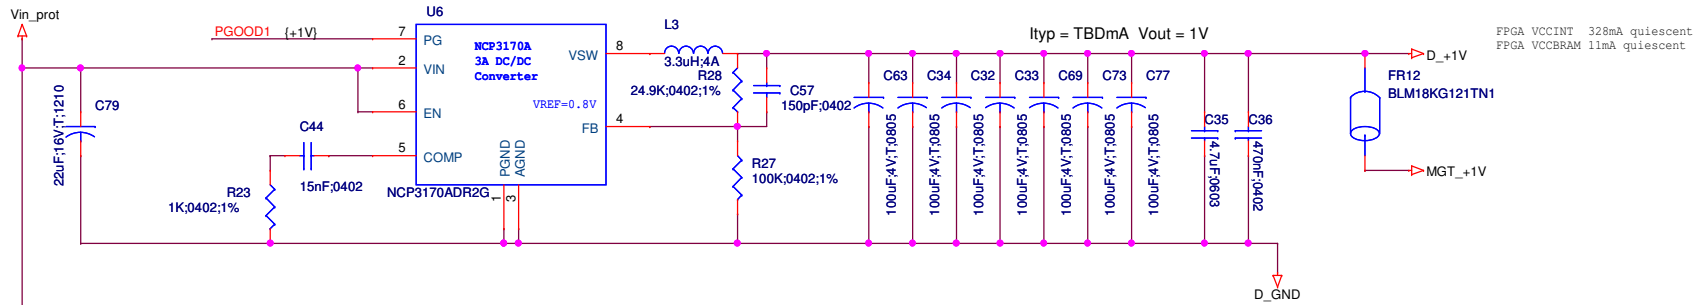 Vin_prot
U6
L3
Ityp = TBDmA Vout = 1V
FPGA VCCINT 328mA quiescent
FPGA VCCBRAM 11mA quiescent
PGOOD1 {+1V}
7
PG
NCP3170A
3A DC/DC
Converter
VSW
8
3.3uH;4A
D_+1V
2
VIN
R28
24.9K;0402;1%
C57
150pF;0402
C63
C34
C32
C33
C69
C73
C77
FR12
BLM18KG121TN1
C79
22uF;16V;T;1210
6
EN
VREF=0.8V
FB
4
C44
15nF;0402
5
COMP
PGND
AGND
1
3
NCP3170ADR2G
R23
1K;0402;1%
R27
100K;0402;1%
100uF;4V;T;0805
100uF;4V;T;0805
100uF;4V;T;0805
100uF;4V;T;0805
100uF;4V;T;0805
100uF;4V;T;0805
100uF;4V;T;0805
C35
4.7uF;0603
C36
470nF;0402
MGT_+1V
D_GND